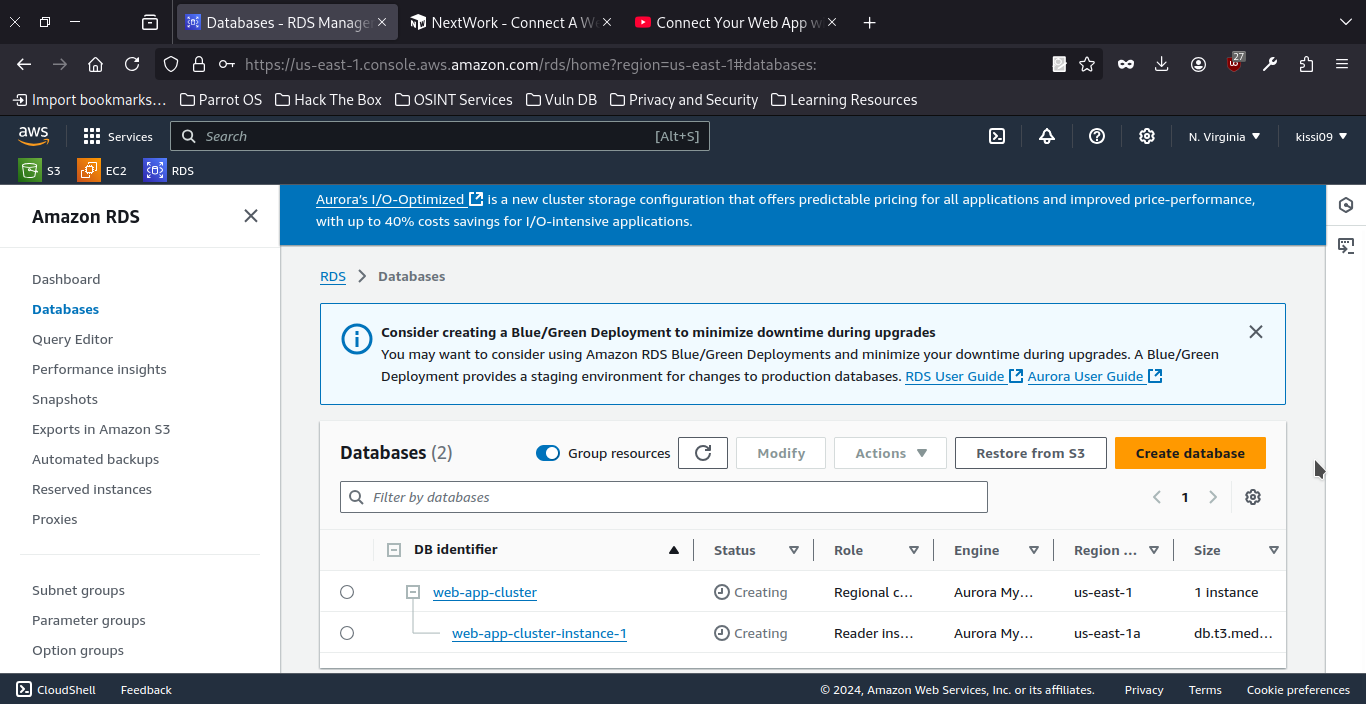 Databases - RDS Manage
NextWork - Connect A W
Connect Your Web App w
https://us-east-1.console.aws.amazon.com/rds/home?region=us-east-1#databases:
27
Import bookmarks…
Parrot OS
Hack The Box
OSINT Services
Vuln DB
Privacy and Security
Learning Resources
aws
Services
Search
[Alt+S]
N. Virginia
kissi09
S3
EC2
RDS
Amazon RDS
Dashboard
Databases
Query Editor
Performance insights
Snapshots
Exports in Amazon S3
Automated backups
Reserved instances
Proxies
Subnet groups
Parameter groups
Option groups
Aurora's I/O-Optimized is a new cluster storage configuration that offers predictable pricing for all applications and improved price-performance,
with up to 40% costs savings for I/O-intensive applications.
RDS > Databases
Consider creating a Blue/Green Deployment to minimize downtime during upgrades
You may want to consider using Amazon RDS Blue/Green Deployments and minimize your downtime during upgrades. A Blue/Green
Deployment provides a staging environment for changes to production databases. RDS User Guide Aurora User Guide
Databases (2)
Group resources
Modify
Actions
Restore from S3
Create database
Filter by databases
1
DB identifier Status Role Engine Region ... Size
web-app-cluster Creating Regional c... Aurora My... us-east-1 1 instance
web-app-cluster-instance-1 Creating Reader ins... Aurora My... us-east-1a db.t3.med...
CloudShell
Feedback
© 2024, Amazon Web Services, Inc. or its affiliates.
Privacy
Terms
Cookie preferences